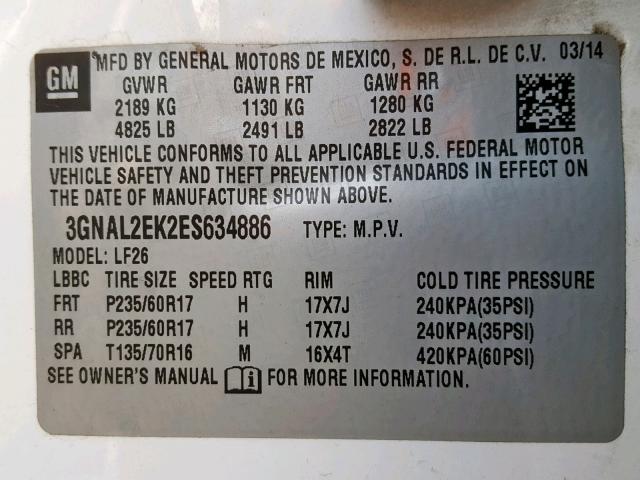 GM MFD BY GENERAL MOTORS DE MEXICO, S. DE R.L. DE C.V. 03/14
GVWR GAWR FRT GAWR RR
2189 KG 1130 KG 1280 KG
4825 LB 2491 LB 2822 LB
THIS VEHICLE CONFORMS TO ALL APPLICABLE U.S. FEDERAL MOTOR
VEHICLE SAFETY AND THEFT PREVENTION STANDARDS IN EFFECT ON
THE DATE OF MANUFACTURE SHOWN ABOVE.
3GNAL2EK2ES634886 TYPE: M.P.V.
MODEL: LF26
LBBC TIRE SIZE SPEED RTG RIM COLD TIRE PRESSURE
FRT P235/60R17 H 17X7J 240KPA(35PSI)
RR P235/60R17 H 17X7J 240KPA(35PSI)
SPA T135/70R16 M 16X4T 420KPA(60PSI)
SEE OWNER'S MANUAL FOR MORE INFORMATION.